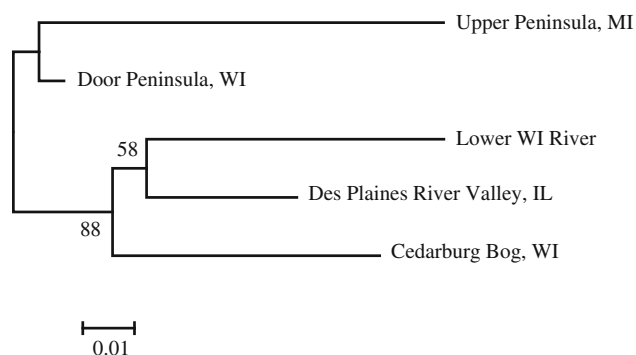 Upper Peninsula, MI
Door Peninsula, WI
Lower WI River
58
Des Plaines River Valley, IL
88
Cedarburg Bog, WI
0.01